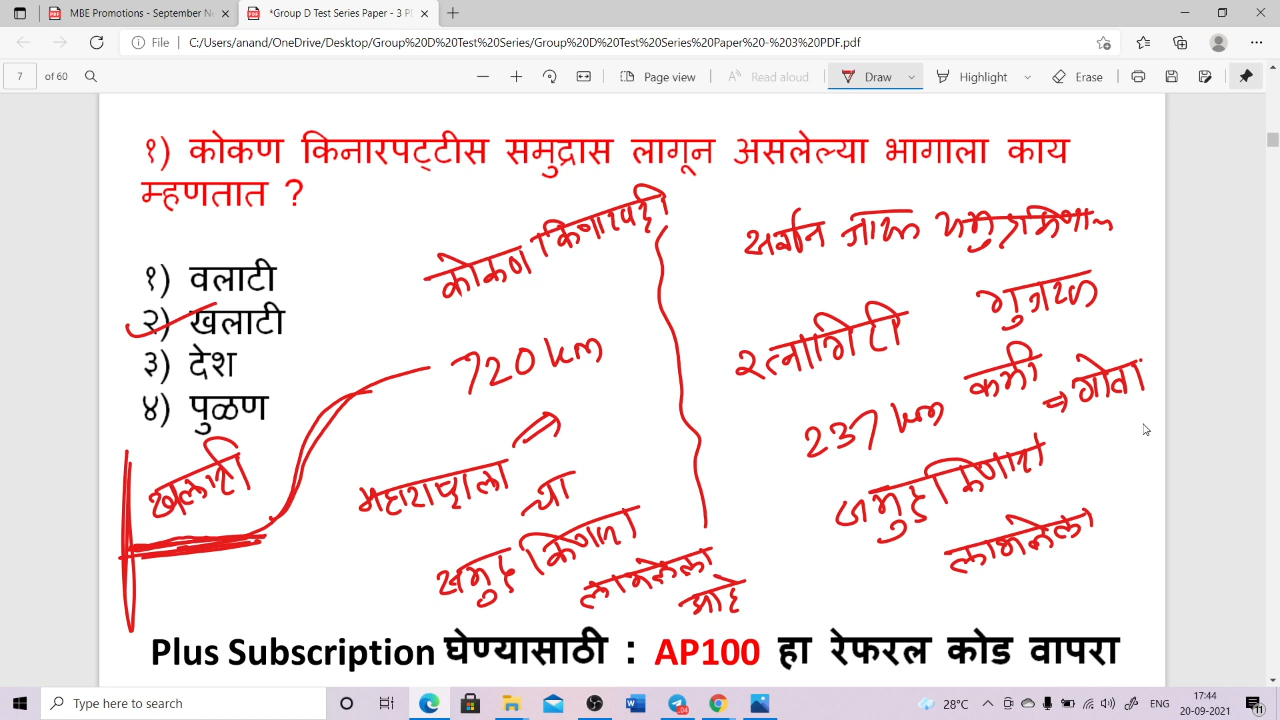 MBE Promotions - September Ne
*Group D Test Series Paper - 3 PD
File
C:/Users/anand/OneDrive/Desktop/Group%20D%20Test%20Series/Group%20D%20Test%20Series%20Paper%20-%203%20PDF.pdf
7 of 60
Page view
Read aloud
Draw
Highlight
Erase
१) कोकण किनारपट्टीस समुद्रास लागून असलेल्या भागाला काय
म्हणतात ?
१) वलाटी
२) खलाटी
३) देश
४) पुळण
कोकण किणारपट्टी
720 km
खलाटी
महाराष्ट्राला
चा
समुद्र किणारा
लाभलेला
आहे
रत्नागिरी
237 km
कमी
समुद्र किणारा
लाभलेला
Plus Subscription घेण्यासाठी : AP100 हा रेफरल कोड वापरा
Type here to search
28°C
ENG
17:44
20-09-2021
11